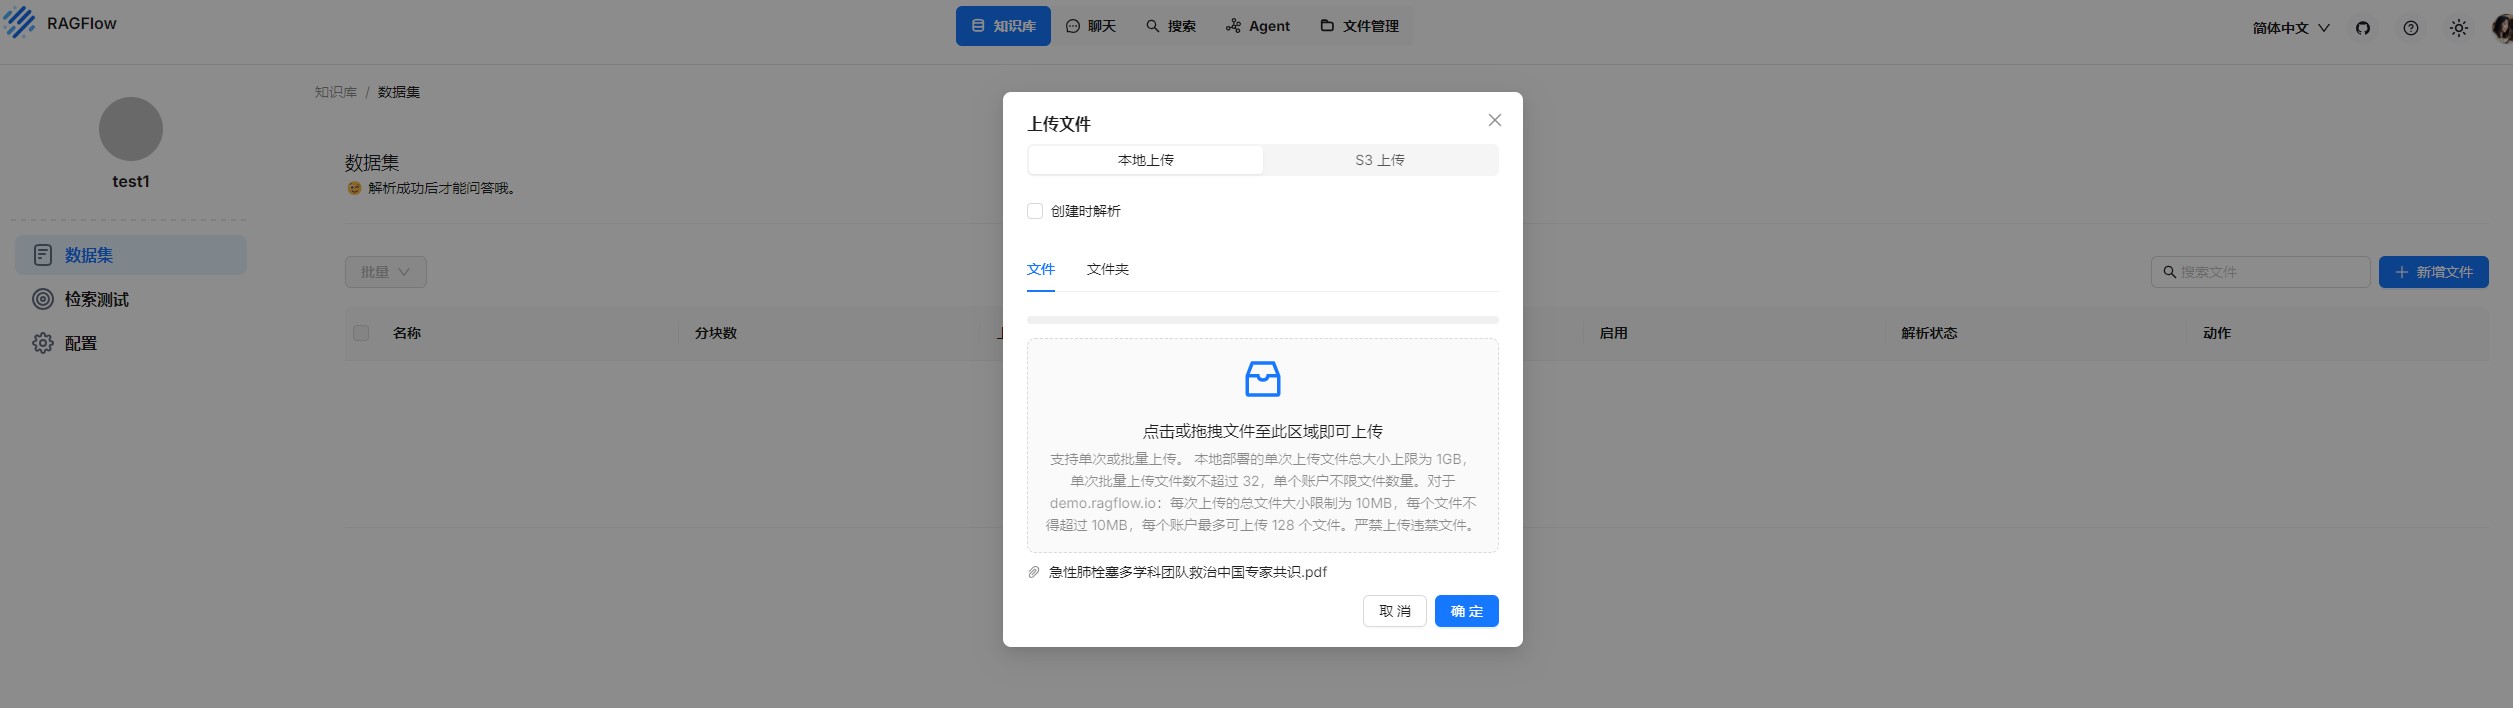 RAGFlow
知识库
聊天
搜索
Agent
文件管理
简体中文
test1
数据集
检索测试
配置
知识库 / 数据集
数据集
解析成功后才能问答哦。
批量
搜索文件
新增文件
名称
分块数
启用
解析状态
动作
上传文件
本地上传
S3 上传
创建时解析
文件
文件夹
点击或拖拽文件至此区域即可上传
支持单次或批量上传。 本地部署的单次上传文件总大小上限为 1GB，
单次批量上传文件数不超过 32，单个账户不限文件数量。对于
demo.ragflow.io：每次上传的总文件大小限制为 10MB，每个文件不
得超过 10MB，每个账户最多可上传 128 个文件。严禁上传违禁文件。
急性肺栓塞多学科团队救治中国专家共识.pdf
取 消
确 定